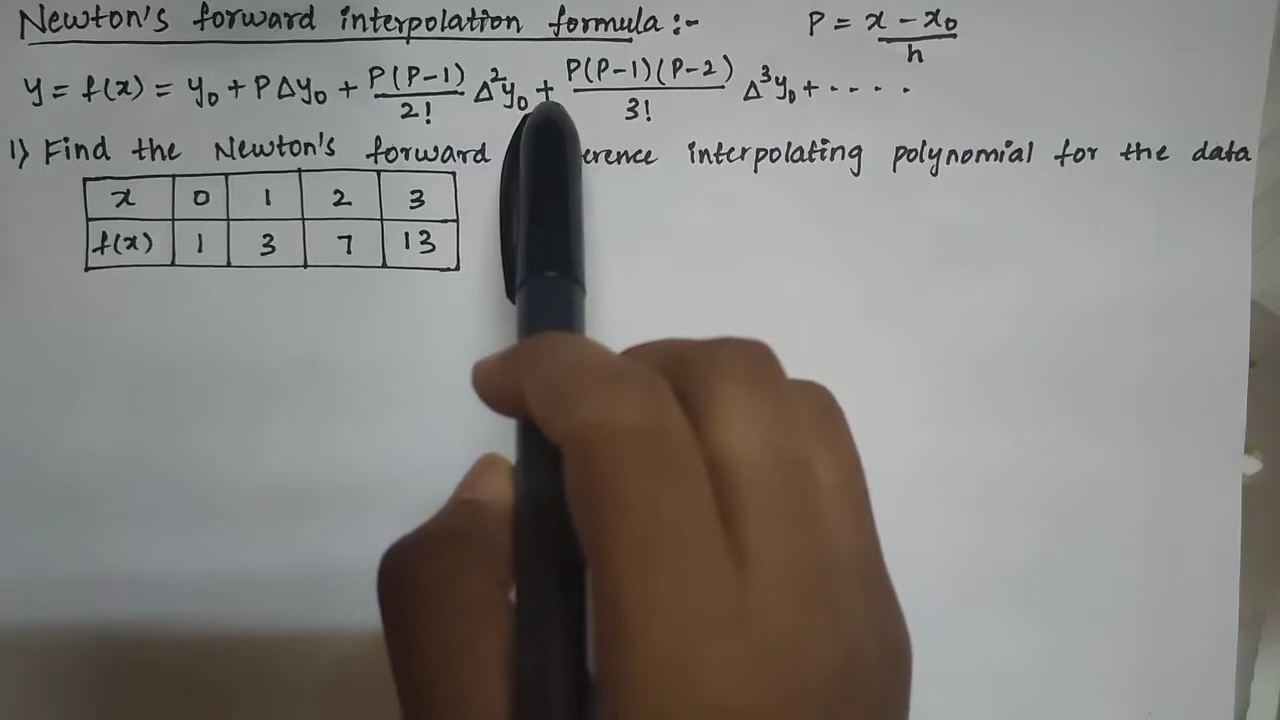 Newton's forward interpolation formula :- P = x - x₀ / h
y = f(x) = y₀ + P Δy₀ + P(P-1) / 2! Δ²y₀ + P(P-1)(P-2) / 3! Δ³y₀ + ....
1) Find the Newton's forward erence interpolating polynomial for the data
x 0 1 2 3
f(x) 1 3 7 13